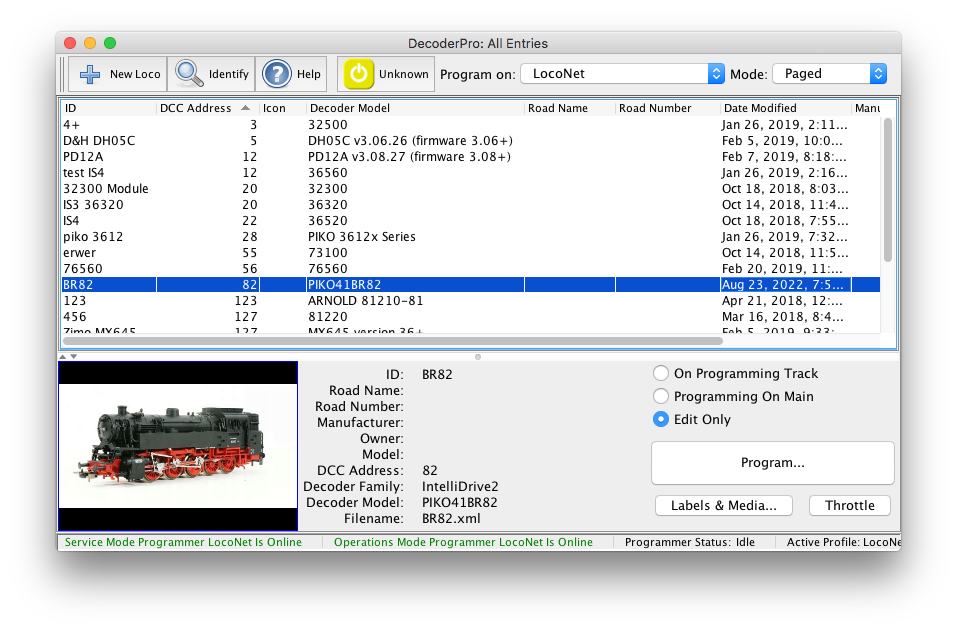 DecoderPro: All Entries
New Loco Identify Help Unknown Program on: LocoNet Mode: Paged
ID DCC Address Icon Decoder Model Road Name Road Number Date Modified Manu
4+ 3 32500 Jan 26, 2019, 2:11...
D&H DH05C 5 DH05C v3.06.26 (firmware 3.06+) Feb 5, 2019, 10:0...
PD12A 12 PD12A v3.08.27 (firmware 3.08+) Feb 7, 2019, 8:18:...
test IS4 12 36560 Jan 26, 2019, 2:16...
32300 Module 20 32300 Oct 18, 2018, 8:03...
IS3 36320 20 36320 Oct 14, 2018, 11:4...
IS4 22 36520 Oct 18, 2018, 7:55...
piko 3612 28 PIKO 3612x Series Jan 26, 2019, 7:32...
erwer 55 73100 Oct 14, 2018, 11:5...
76560 56 76560 Feb 20, 2019, 11:...
BR82 82 PIKO41BR82 Aug 23, 2022, 7:5...
123 123 ARNOLD 81210-81 Apr 21, 2018, 12:...
456 127 81220 Mar 16, 2018, 8:4...
Zimo MX645 127 MX645 version 36+ Feb 5, 2019, 9:33:...
ID: BR82
Road Name:
Road Number:
Manufacturer:
Owner:
Model:
DCC Address: 82
Decoder Family: IntelliDrive2
Decoder Model: PIKO41BR82
Filename: BR82.xml
On Programming Track
Programming On Main
Edit Only
Program...
Labels & Media... Throttle
Service Mode Programmer LocoNet Is Online Operations Mode Programmer LocoNet Is Online Programmer Status: Idle Active Profile: LocoNe